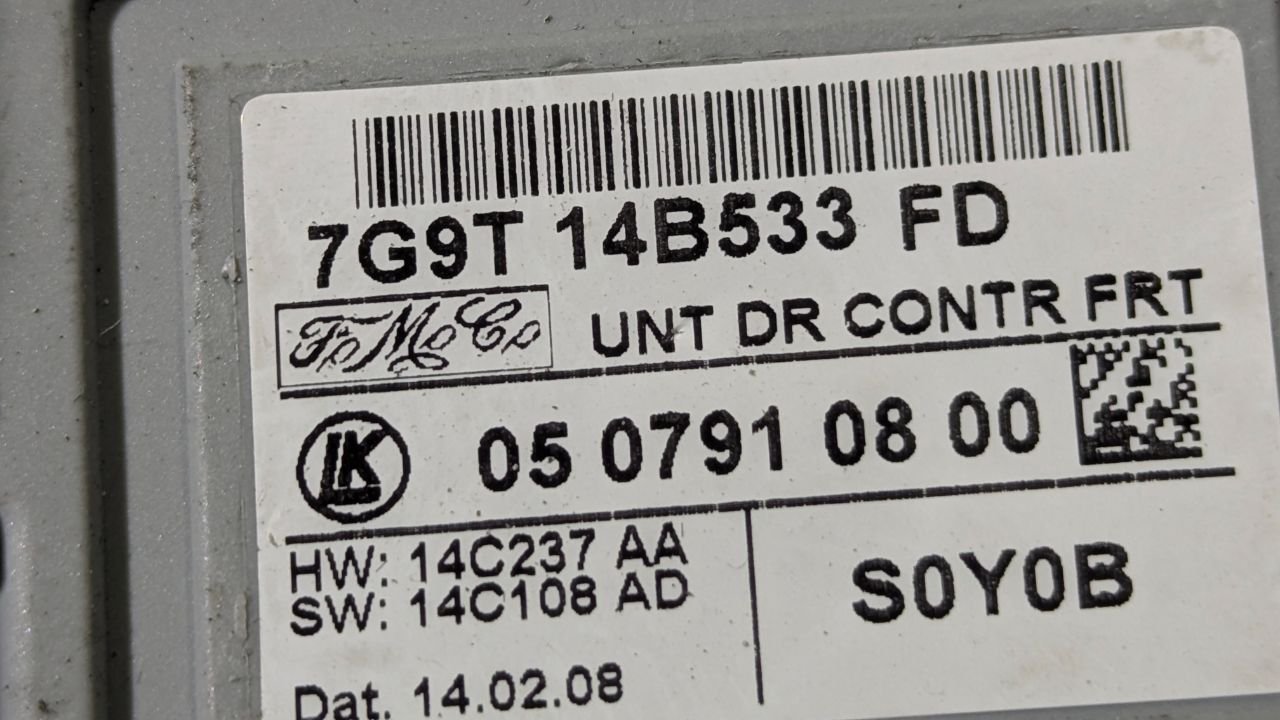 7G9T 14B533 FD
FoMoCo UNT DR CONTR FRT
LK 05 0791 08 00
HW: 14C237 AA
SW: 14C108 AD
S0Y0B
Dat. 14.02.08